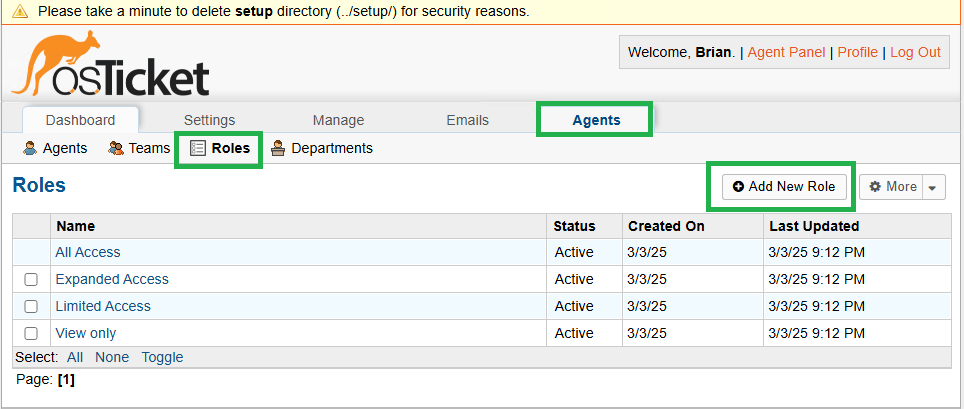 Please take a minute to delete setup directory (../setup/) for security reasons.
Welcome, Brian. | Agent Panel | Profile | Log Out
osTicket
Dashboard Settings Manage Emails Agents
Agents Teams Roles Departments
Roles
Add New Role More
Name Status Created On Last Updated
All Access Active 3/3/25 3/3/25 9:12 PM
Expanded Access Active 3/3/25 3/3/25 9:12 PM
Limited Access Active 3/3/25 3/3/25 9:12 PM
View only Active 3/3/25 3/3/25 9:12 PM
Select: All None Toggle
Page: [1]